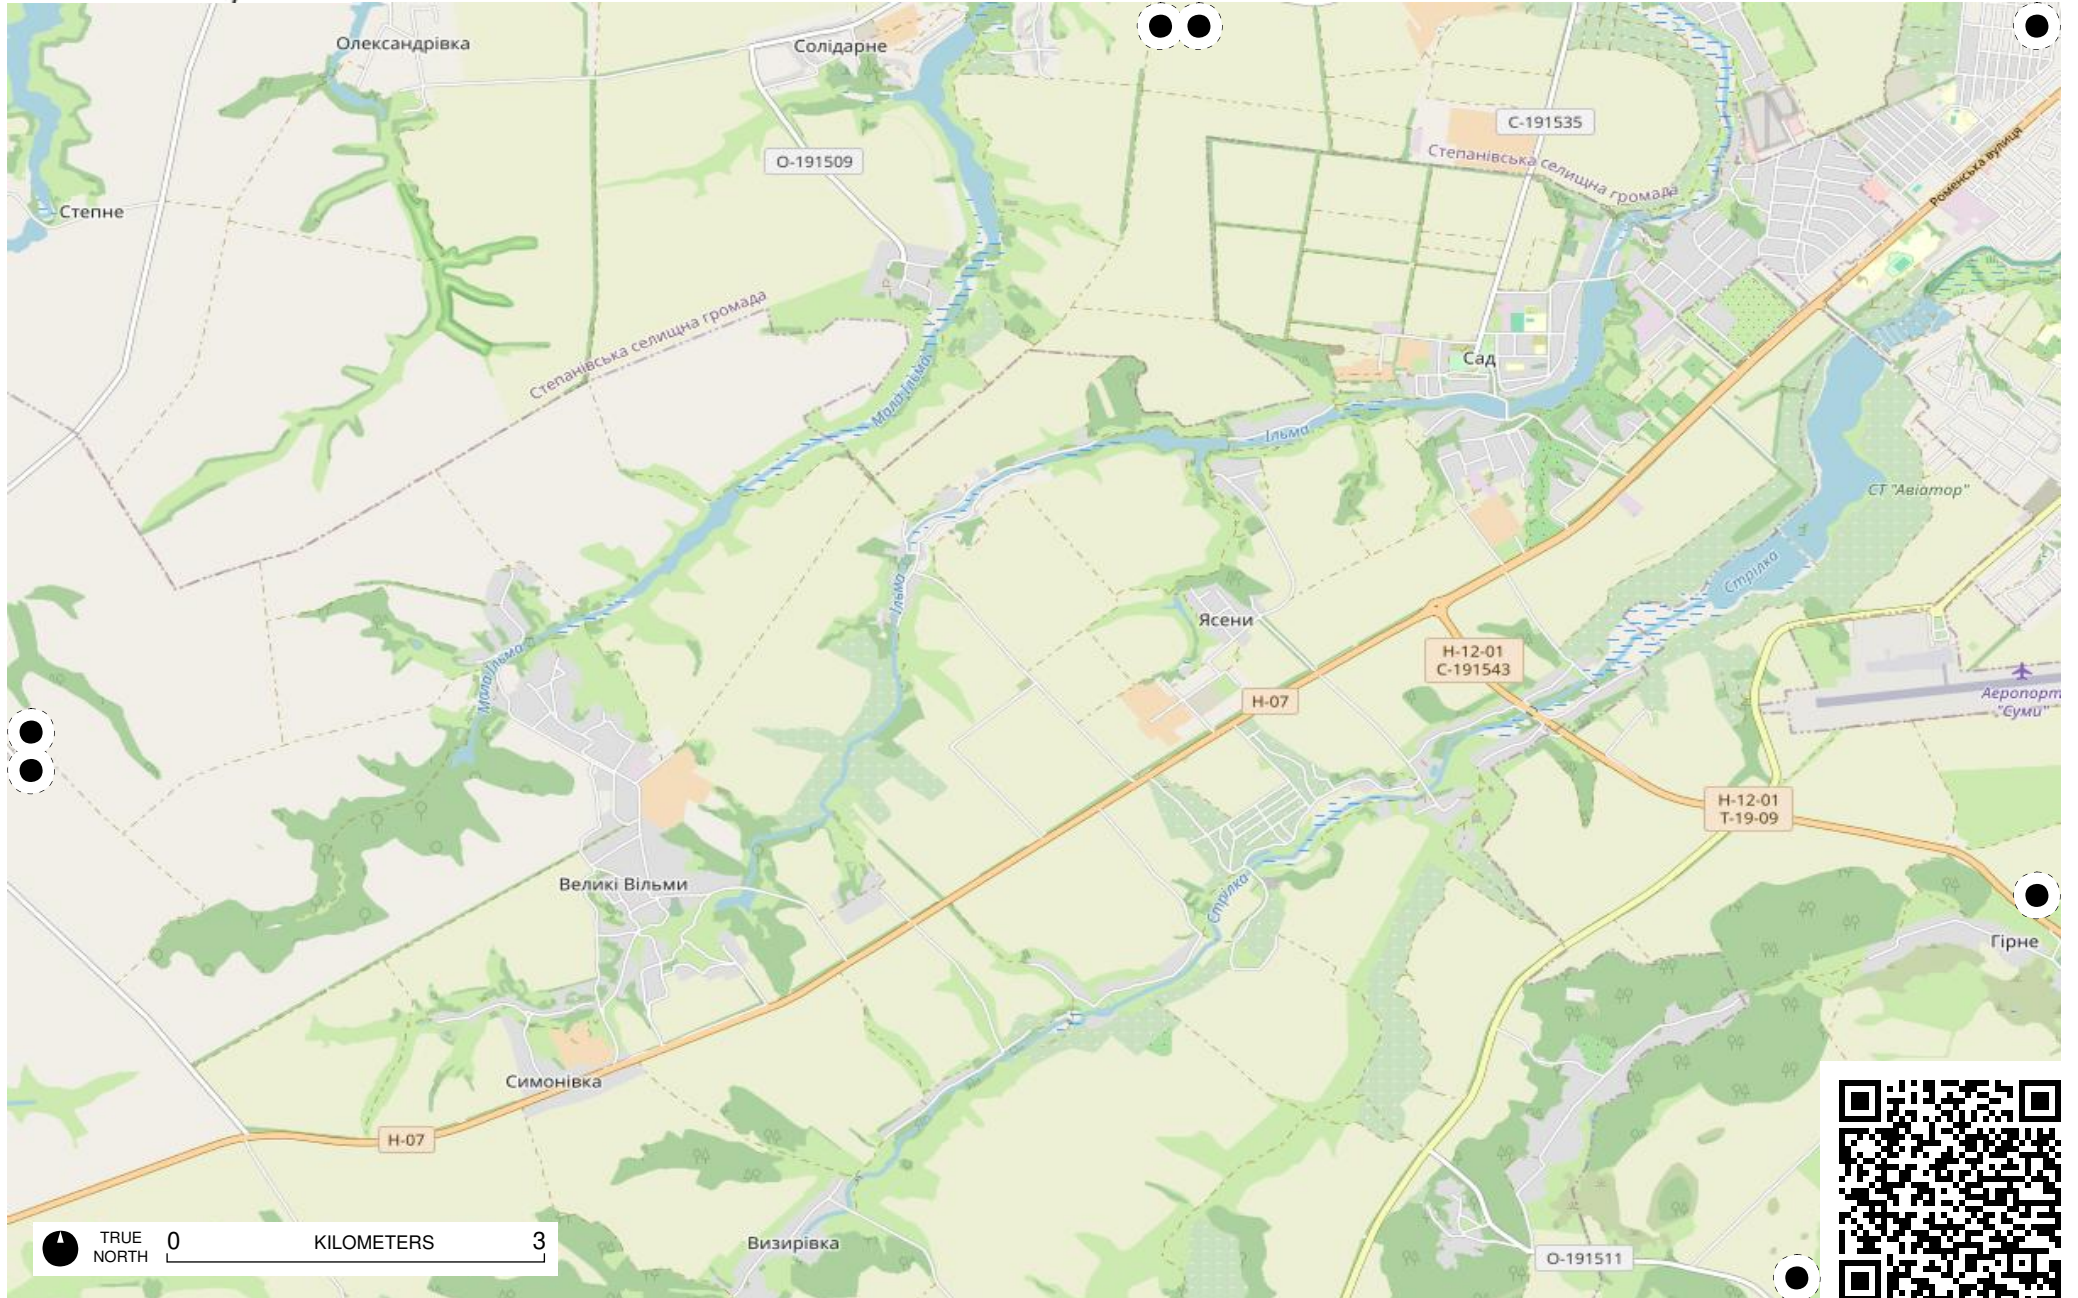 Олександрівка
Солідарне
С-191535
О-191509
Степанівська селищна громада
Роменська вулиця
Степне
Степанівська селищна громада
Сад
Мала Ільма
Ільма
СТ "Авіатор"
Стрілка
Ільма
Ясени
Н-12-01
С-191543
Мала Ільма
Н-07
Аеропорт
"Суми"
Н-12-01
Т-19-09
Великі Вільми
Стрілка
Гірне
Симонівка
Н-07
TRUE
NORTH
0
KILOMETERS
3
Визирівка
О-191511